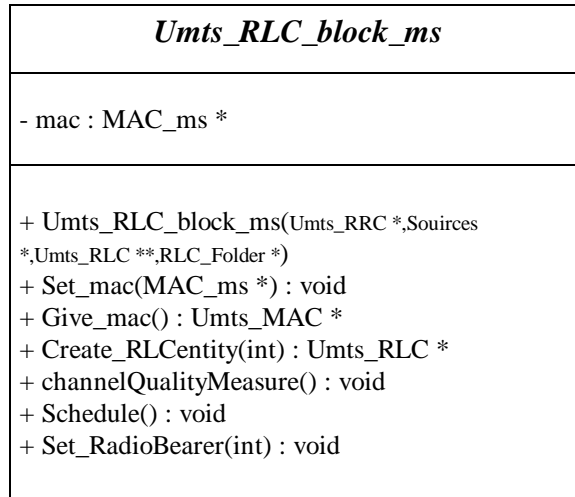 Umts_RLC_block_ms
- mac : MAC_ms *
+ Umts_RLC_block_ms(Umts_RRC *,Souirces
*,Umts_RLC **,RLC_Folder *)
+ Set_mac(MAC_ms *) : void
+ Give_mac() : Umts_MAC *
+ Create_RLCentity(int) : Umts_RLC *
+ channelQualityMeasure() : void
+ Schedule() : void
+ Set_RadioBearer(int) : void